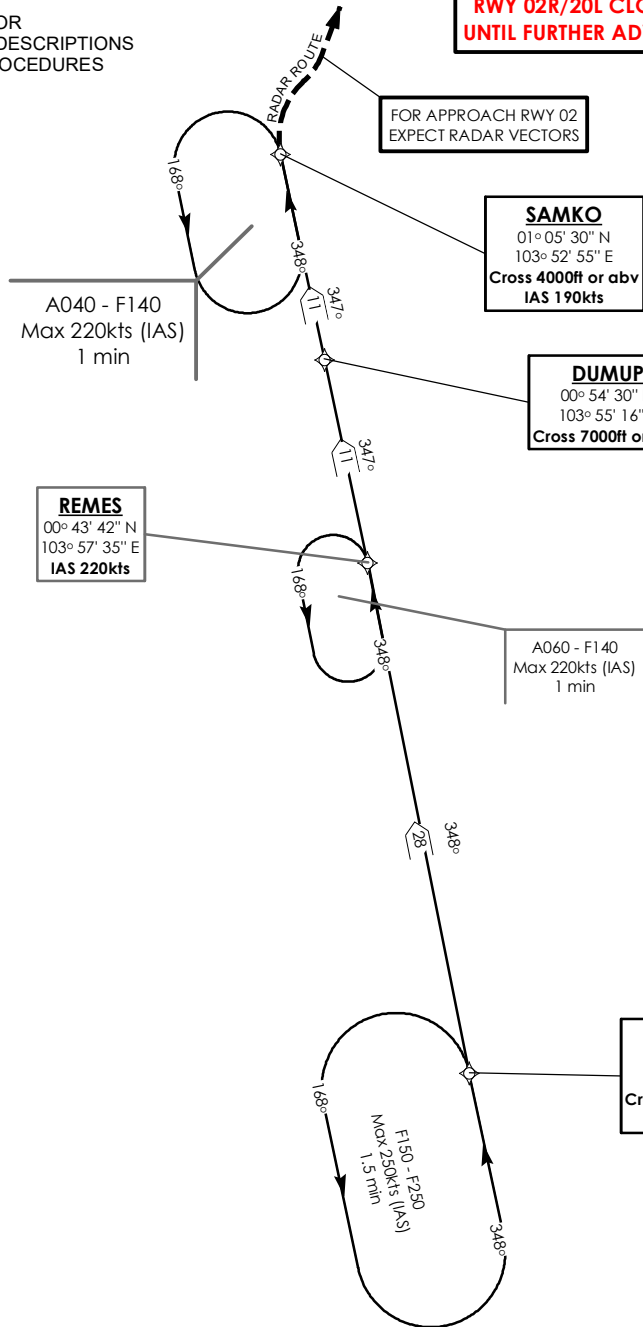 OR
DESCRIPTIONS
OCEDURES
RWY 02R/20L CLO
UNTIL FURTHER AD
RADAR ROUTE
FOR APPROACH RWY 02
EXPECT RADAR VECTORS
168°
348°
SAMKO
01° 05' 30" N
103° 52' 55" E
Cross 4000ft or abv
IAS 190kts
A040 - F140
Max 220kts (IAS)
1 min
11
347°
DUMUP
00° 54' 30"
103° 55' 16"
Cross 7000ft or
11
347°
REMES
00° 43' 42" N
103° 57' 35" E
IAS 220kts
168°
348°
A060 - F140
Max 220kts (IAS)
1 min
28
348°
Cr
168°
F150 - F250
Max 250kts (IAS)
1.5 min
348°